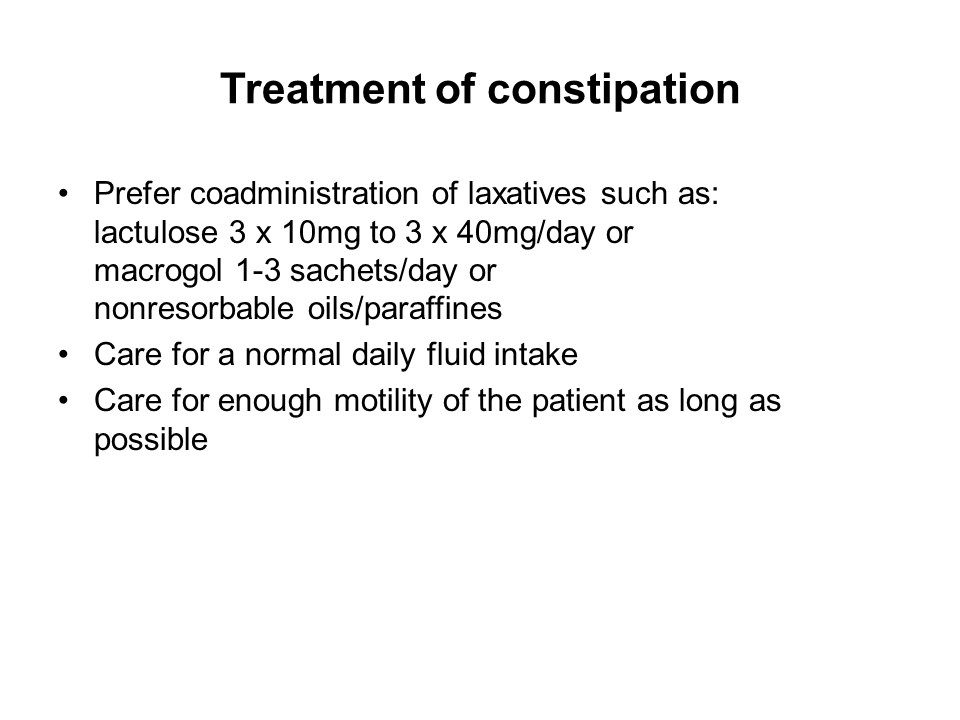 Treatment of constipation
• Prefer coadministration of laxatives such as:
lactulose 3 x 10mg to 3 x 40mg/day or
macrogol 1-3 sachets/day or
nonresorbable oils/paraffines
• Care for a normal daily fluid intake
• Care for enough motility of the patient as long as
possible